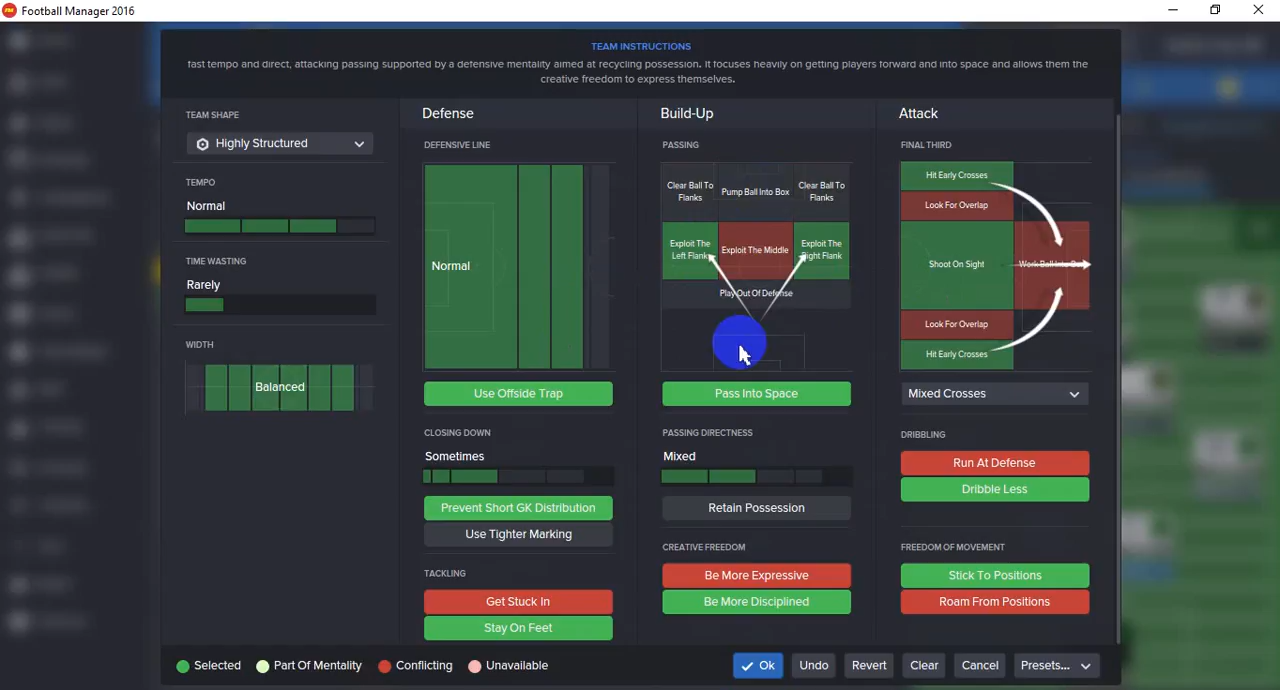 Football Manager 2016
TEAM INSTRUCTIONS
fast tempo and direct, attacking passing supported by a defensive mentality aimed at recycling possession. It focuses heavily on getting players forward and into space and allows them the
creative freedom to express themselves.
TEAM SHAPE
Highly Structured
TEMPO
Normal
TIME WASTING
Rarely
WIDTH
Balanced
Defense
DEFENSIVE LINE
Normal
Use Offside Trap
CLOSING DOWN
Sometimes
Prevent Short GK Distribution
Use Tighter Marking
TACKLING
Get Stuck In
Stay On Feet
Build-Up
PASSING
Clear Ball To
Flanks
Pump Ball Into Box
Clear Ball To
Flanks
Exploit The
Left Flank
Exploit The Middle
Exploit The
Right Flank
Play Out Of Defense
Pass Into Space
PASSING DIRECTNESS
Mixed
Retain Possession
CREATIVE FREEDOM
Be More Expressive
Be More Disciplined
Attack
FINAL THIRD
Hit Early Crosses
Look For Overlap
Shoot On Sight
Work Ball Into Box
Look For Overlap
Hit Early Crosses
Mixed Crosses
DRIBBLING
Run At Defense
Dribble Less
FREEDOM OF MOVEMENT
Stick To Positions
Roam From Positions
Selected
Part Of Mentality
Conflicting
Unavailable
Ok
Undo
Revert
Clear
Cancel
Presets...